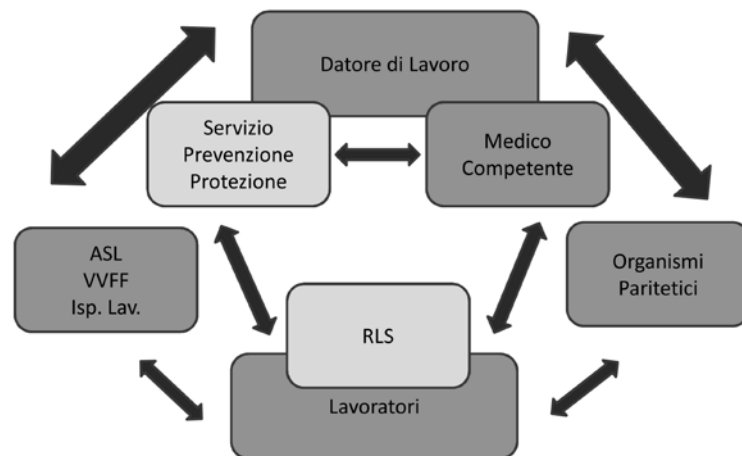 Datore di Lavoro
Servizio
Prevenzione
Protezione
Medico
Competente
ASL
VVFF
Isp. Lav.
Organismi
Paritetici
RLS
Lavoratori